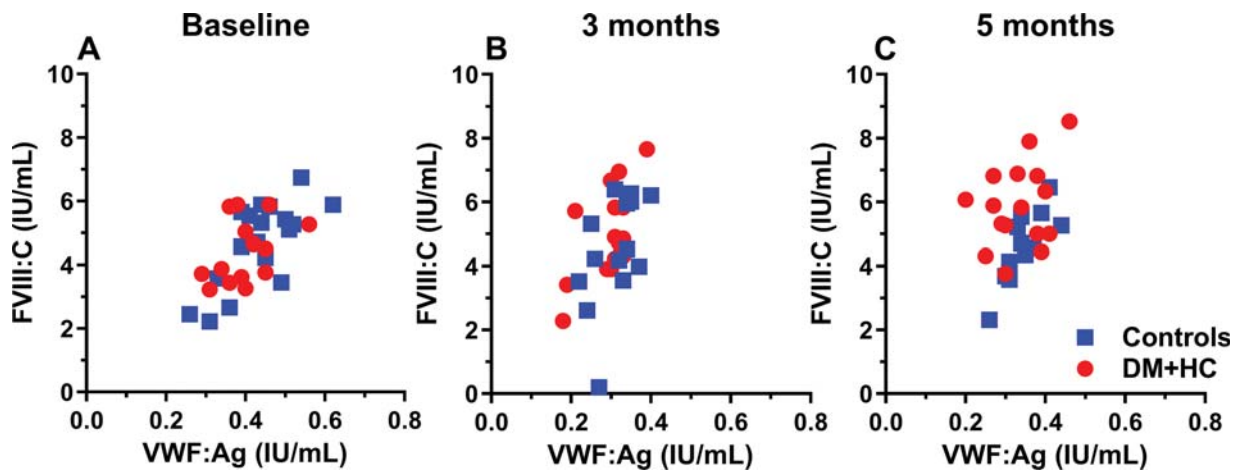 Baseline
3 months
5 months
A
B
C
10
8
6
4
2
0
FVIII:C (IU/mL)
0.0 0.2 0.4 0.6 0.8
VWF:Ag (IU/mL)
10
8
6
4
2
0
FVIII:C (IU/mL)
0.0 0.2 0.4 0.6 0.8
VWF:Ag (IU/mL)
10
8
6
4
2
0
FVIII:C (IU/mL)
0.0 0.2 0.4 0.6 0.8
VWF:Ag (IU/mL)
Controls
DM+HC